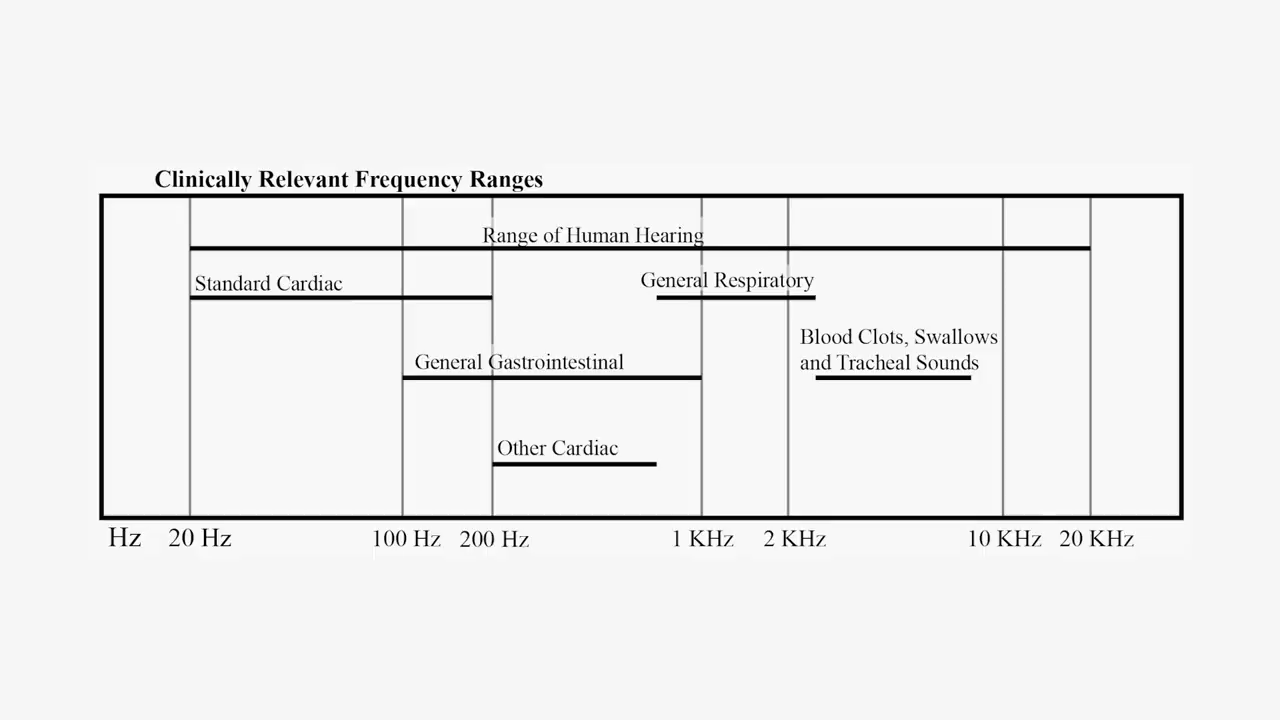 Clinically Relevant Frequency Ranges
Range of Human Hearing
Standard Cardiac
General Respiratory
Blood Clots, Swallows
and Tracheal Sounds
General Gastrointestinal
Other Cardiac
Hz 20 Hz 100 Hz 200 Hz 1 KHz 2 KHz 10 KHz 20 KHz